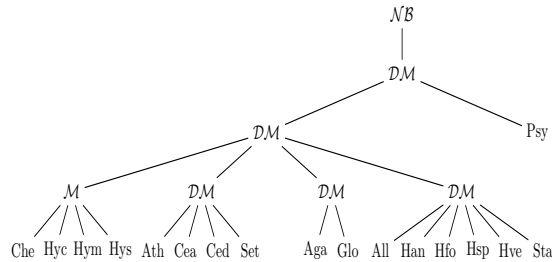 𝒩ℬ
𝒟ℳ
𝒟ℳ
Psy
ℳ 𝒟ℳ 𝒟ℳ 𝒟ℳ
Che Hyc Hym Hys Ath Cea Ced Set Aga Glo All Han Hfo Hsp Hve Sta